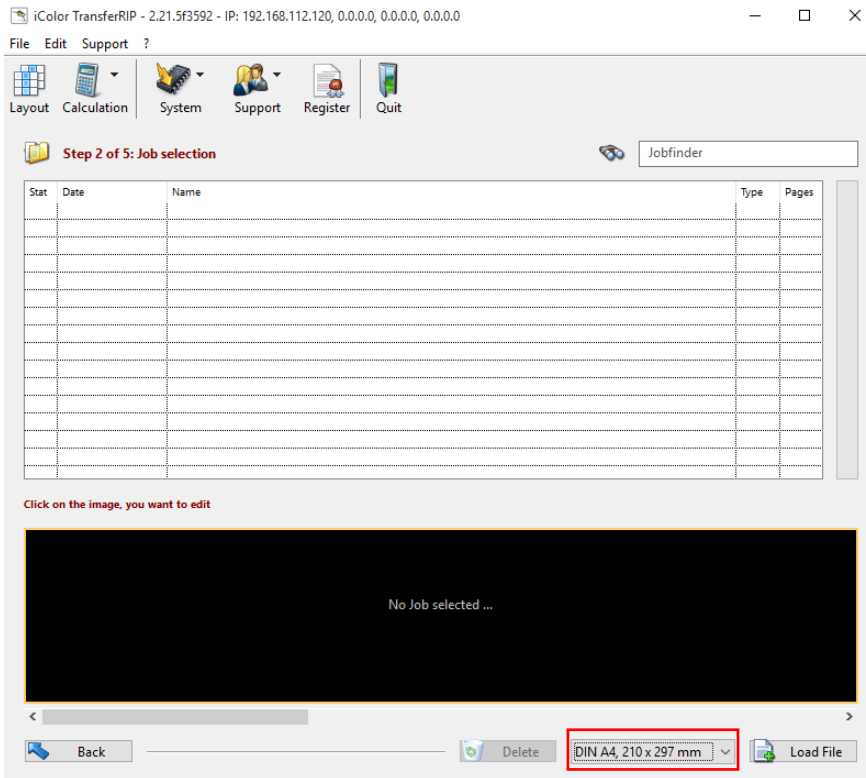 iColor TransferRIP - 2.21.5f3592 - IP: 192.168.112.120, 0.0.0.0, 0.0.0.0, 0.0.0.0
File Edit Support ?
Layout Calculation System Support Register Quit
Step 2 of 5: Job selection Jobfinder
Stat Date Name Type Pages
Click on the image, you want to edit
No Job selected ...
Back Delete DIN A4, 210 x 297 mm Load File